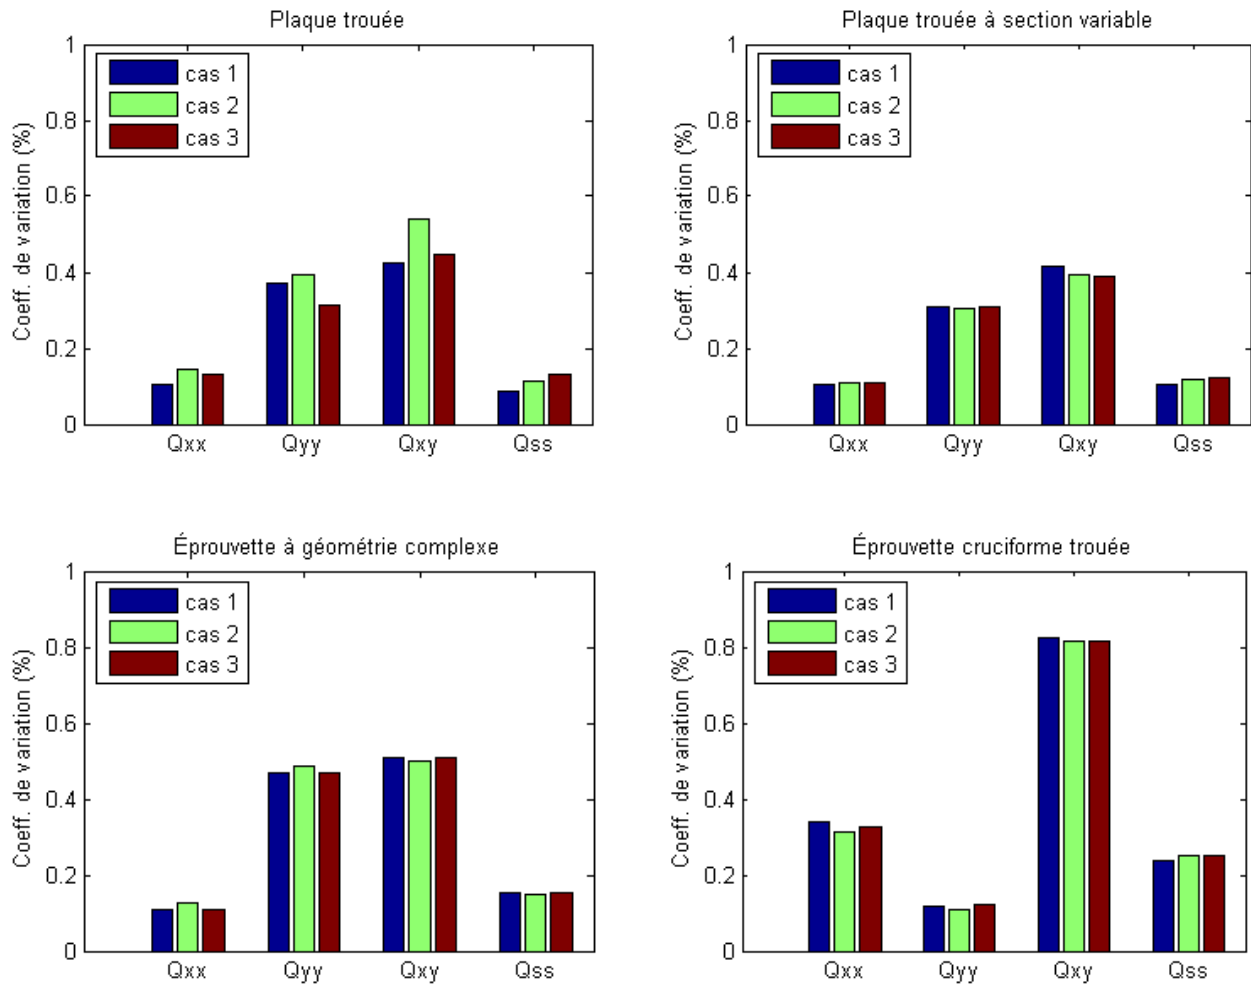 Plaque trouée
Coeff. de variation (%)
1
0.8
0.6
0.4
0.2
0
cas 1
cas 2
cas 3
Qxx Qyy Qxy Qss
Plaque trouée à section variable
Coeff. de variation (%)
1
0.8
0.6
0.4
0.2
0
cas 1
cas 2
cas 3
Qxx Qyy Qxy Qss
Éprouvette à géométrie complexe
Coeff. de variation (%)
1
0.8
0.6
0.4
0.2
0
cas 1
cas 2
cas 3
Qxx Qyy Qxy Qss
Éprouvette cruciforme trouée
Coeff. de variation (%)
1
0.8
0.6
0.4
0.2
0
cas 1
cas 2
cas 3
Qxx Qyy Qxy Qss